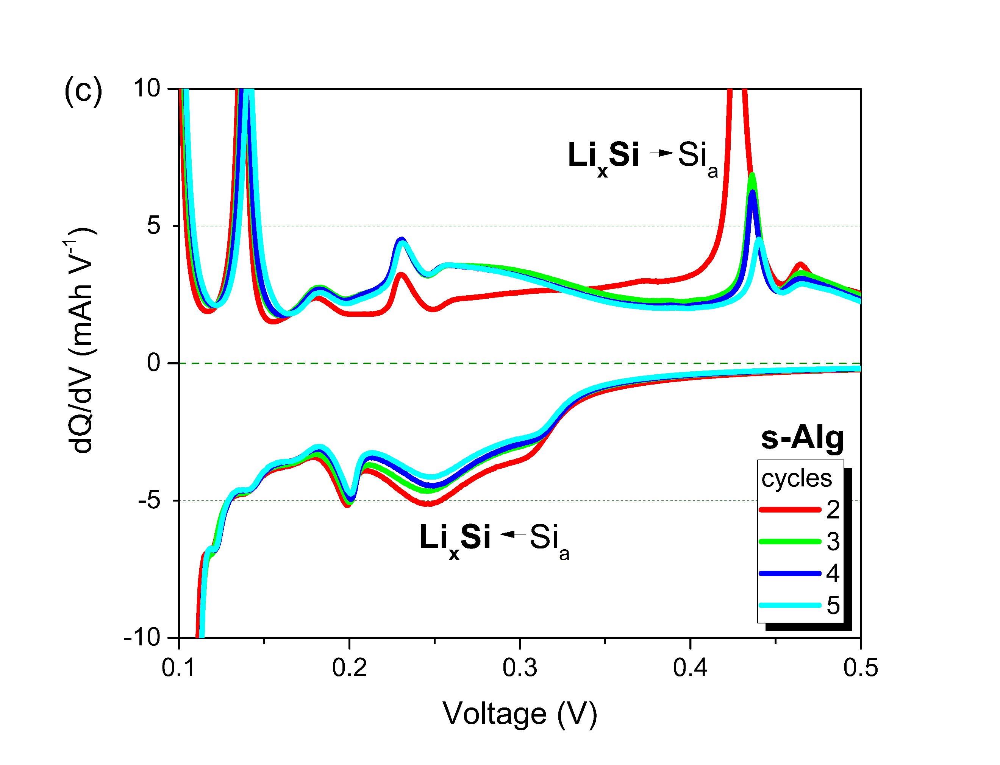 (c)
10
5
0
-5
-10
dQ/dV (mAh V-1)
LixSi → Sia
LixSi ← Sia
s-Alg
cycles
2
3
4
5
0.1 0.2 0.3 0.4 0.5
Voltage (V)